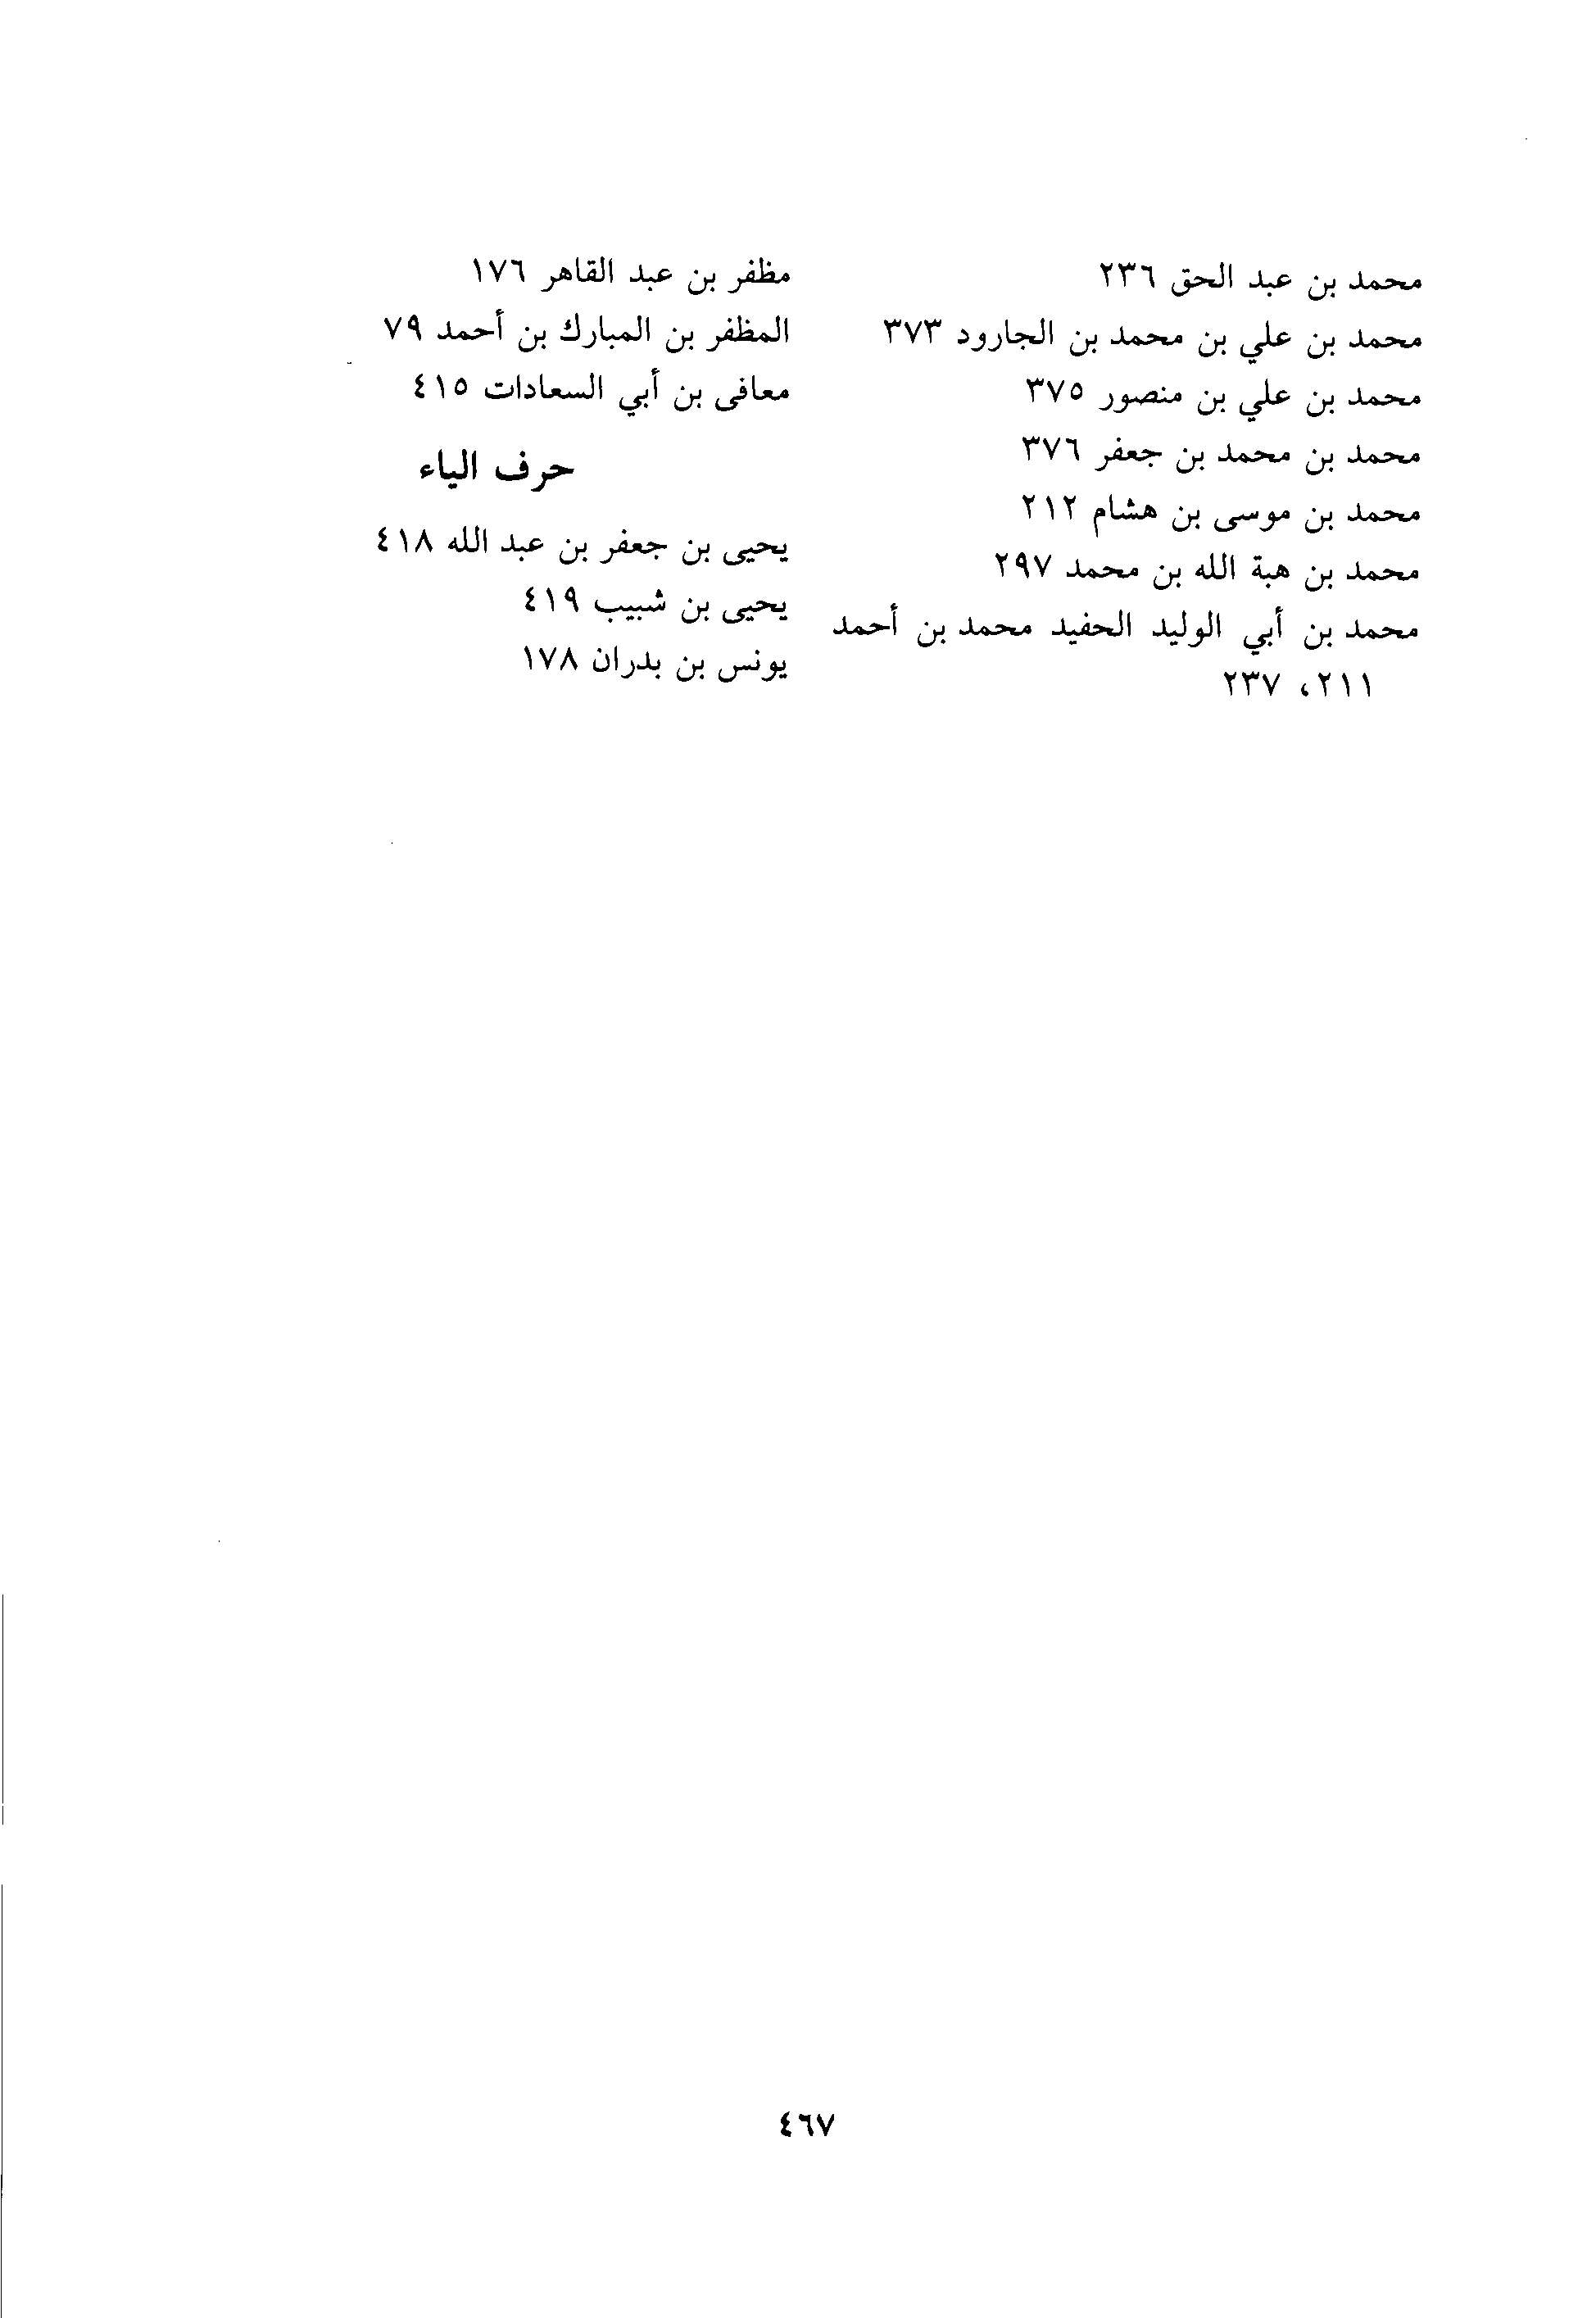 محمد بن عبد الحق ٢٣٦
محمد بن علي بن محمد بن الجارود ٣٧٣
محمد بن علي بن منصور ٣٧٥
محمد بن محمد بن جعفر ٣٧٦
محمد بن موسى بن هشام ٢١٢
محمد بن هبة الله بن محمد ٢٩٧
محمد بن أبي الوليد الحفيد محمد بن أحمد
٢١١، ٢٣٧
مظفر بن عبد القاهر ١٧٦
المظفر بن المبارك بن أحمد ٧٩
معافى بن أبي السعادات ٤١٥
حرف الياء
يحيى بن جعفر بن عبد الله ٤١٨
يحيى بن شبيب ٤١٩
يونس بن بدران ١٧٨
٤٦٧